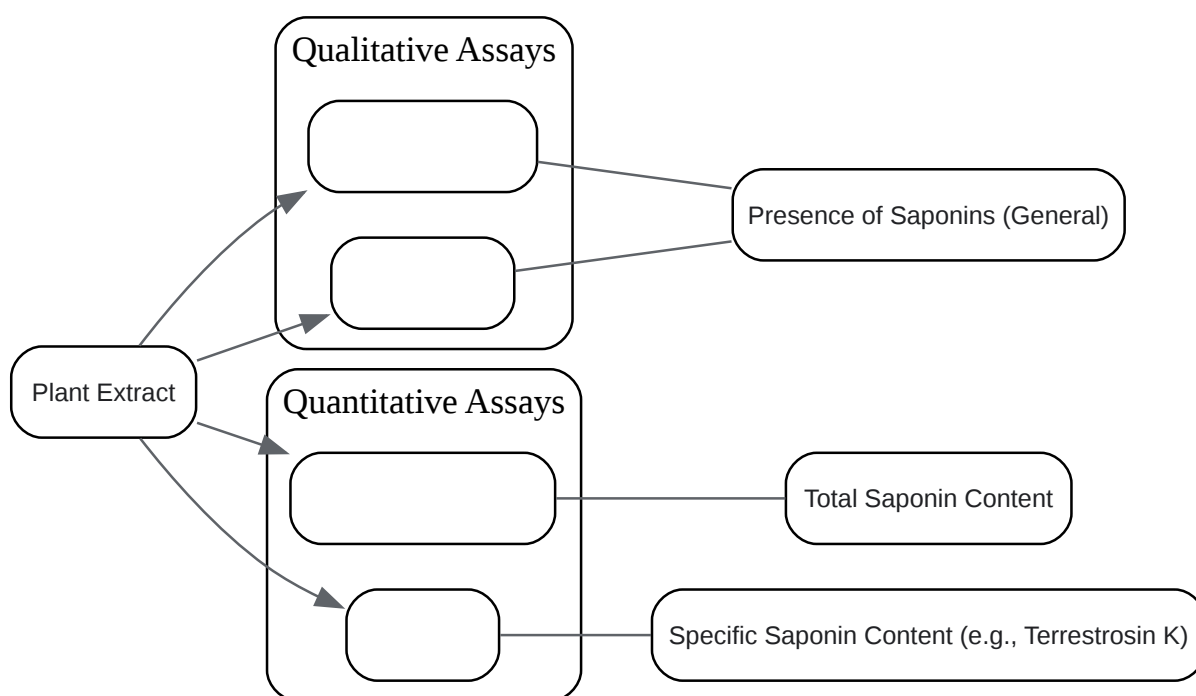 Qualitative Assays
Presence of Saponins (General)
Plant Extract
Quantitative Assays
Total Saponin Content
Specific Saponin Content (e.g., Terrestrosin K)